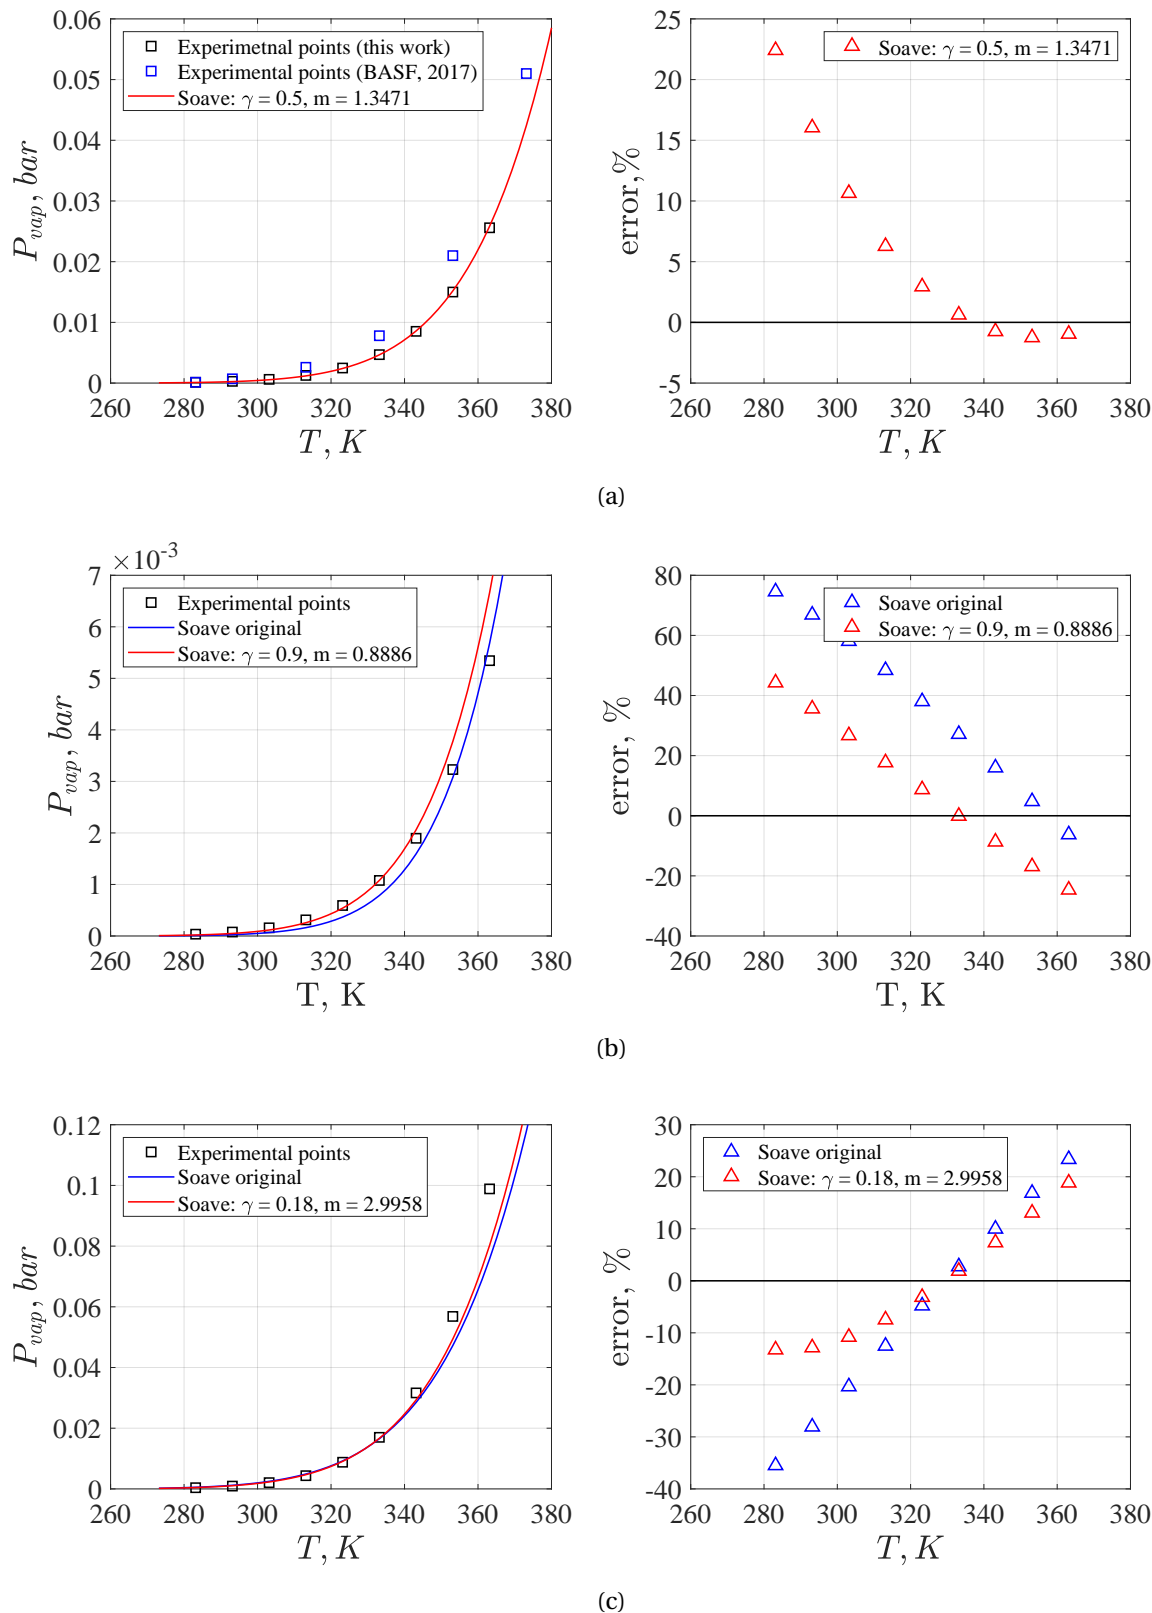 0.06
0.05
0.04
0.03
0.02
0.01
0
260 280 300 320 340 360 380
P_vap, bar
T, K
Experimetnal points (this work)
Experimental points (BASF, 2017)
Soave: γ = 0.5, m = 1.3471
25
20
15
10
5
0
-5
260 280 300 320 340 360 380
error,%
T, K
Soave: γ = 0.5, m = 1.3471
(a)
×10⁻³
7
6
5
4
3
2
1
0
260 280 300 320 340 360 380
P_vap, bar
T, K
Experimental points
Soave original
Soave: γ = 0.9, m = 0.8886
80
60
40
20
0
-20
-40
260 280 300 320 340 360 380
error, %
T, K
Soave original
Soave: γ = 0.9, m = 0.8886
(b)
0.12
0.1
0.08
0.06
0.04
0.02
0
260 280 300 320 340 360 380
P_vap, bar
T, K
Experimental points
Soave original
Soave: γ = 0.18, m = 2.9958
30
20
10
0
-10
-20
-30
-40
260 280 300 320 340 360 380
error, %
T, K
Soave original
Soave: γ = 0.18, m = 2.9958
(c)